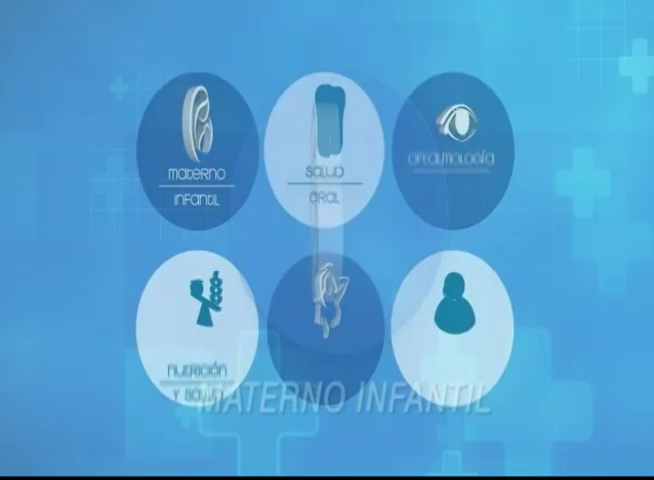 MATERNO
INFANTIL
SALUD
ORAL
OFTALMOLOGÍA
NUTRICIÓN
Y SALUD
MATERNO INFANTIL